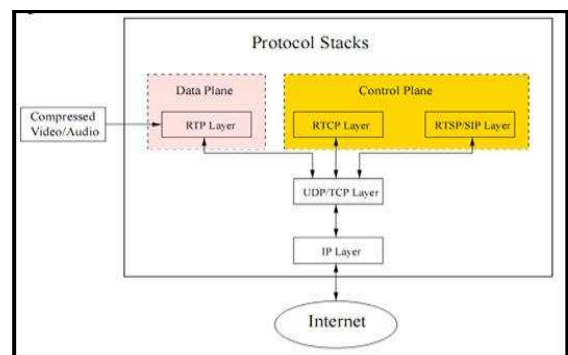 Protocol Stacks
Data Plane
Control Plane
Compressed
Video/Audio
RTP Layer
RTCP Layer
RTSP/SIP Layer
UDP/TCP Layer
IP Layer
Internet